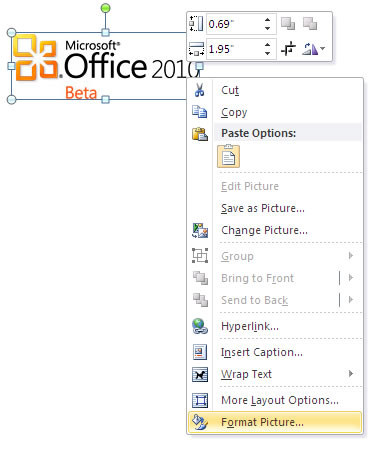 0.69"
1.95"
Microsoft®
Office 2010
Beta
Cut
Copy
Paste Options:
Edit Picture
Save as Picture...
Change Picture...
Group
Bring to Front
Send to Back
Hyperlink...
Insert Caption...
Wrap Text
More Layout Options...
Format Picture...